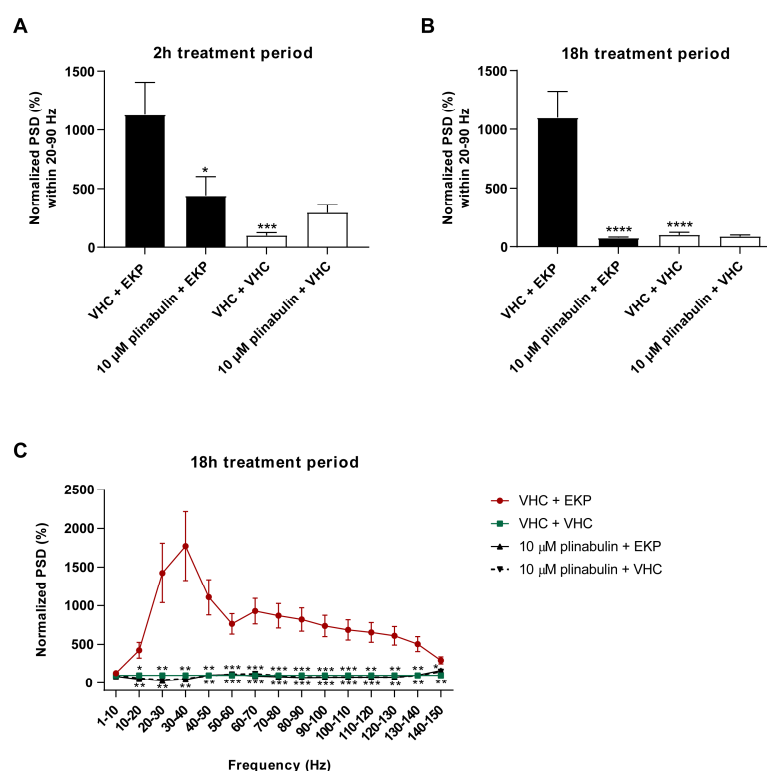 A
2h treatment period
Normalized PSD (%)
within 20-90 Hz
1500
1000
500
0
*
***
VHC + EKP
10 µM plinabulin + EKP
VHC + VHC
10 µM plinabulin + VHC
B
18h treatment period
Normalized PSD (%)
within 20-90 Hz
1500
1000
500
0
****
****
VHC + EKP
10 µM plinabulin + EKP
VHC + VHC
10 µM plinabulin + VHC
C
18h treatment period
Normalized PSD (%)
2500
2000
1500
1000
500
0
* ** ** ** *** *** *** *** *** *** ** ** ** *
** ** ** ** *** *** *** *** *** *** *** ** ** **
1-10
10-20
20-30
30-40
40-50
50-60
60-70
70-80
80-90
90-100
100-110
110-120
120-130
130-140
140-150
Frequency (Hz)
VHC + EKP
VHC + VHC
10 µM plinabulin + EKP
10 µM plinabulin + VHC